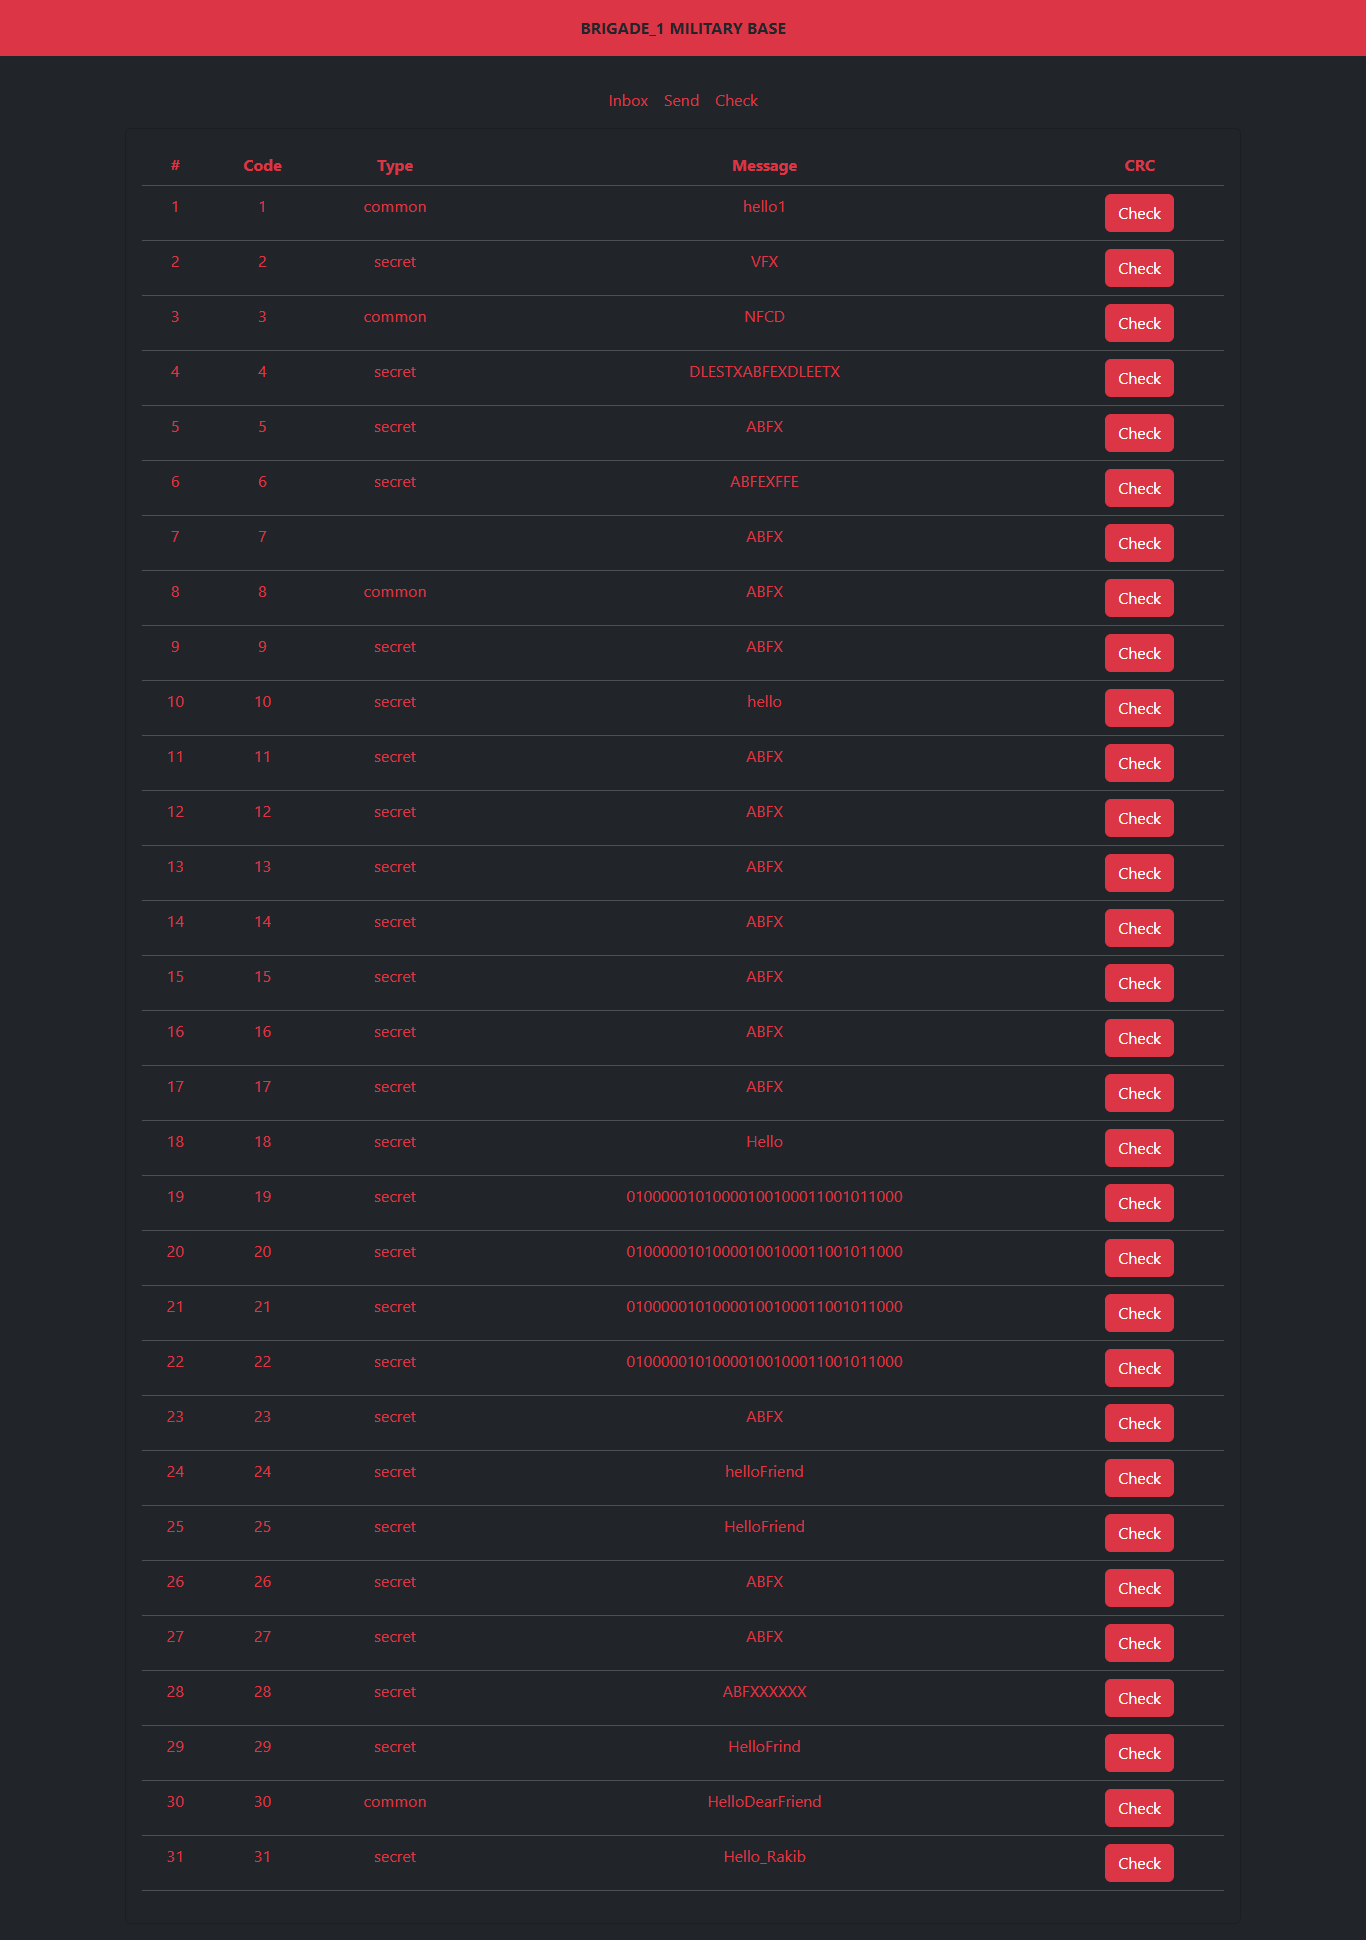 BRIGADE_1 MILITARY BASE
Inbox Send Check
# Code Type Message CRC
1 1 common hello1 Check
2 2 secret VFX Check
3 3 common NFCD Check
4 4 secret DLESTXABFEXDLEETX Check
5 5 secret ABFX Check
6 6 secret ABFEXFFE Check
7 7 ABFX Check
8 8 common ABFX Check
9 9 secret ABFX Check
10 10 secret hello Check
11 11 secret ABFX Check
12 12 secret ABFX Check
13 13 secret ABFX Check
14 14 secret ABFX Check
15 15 secret ABFX Check
16 16 secret ABFX Check
17 17 secret ABFX Check
18 18 secret Hello Check
19 19 secret 01000001010000100100011001011000 Check
20 20 secret 01000001010000100100011001011000 Check
21 21 secret 01000001010000100100011001011000 Check
22 22 secret 01000001010000100100011001011000 Check
23 23 secret ABFX Check
24 24 secret helloFriend Check
25 25 secret HelloFriend Check
26 26 secret ABFX Check
27 27 secret ABFX Check
28 28 secret ABFXXXXXX Check
29 29 secret HelloFrind Check
30 30 common HelloDearFriend Check
31 31 secret Hello_Rakib Check